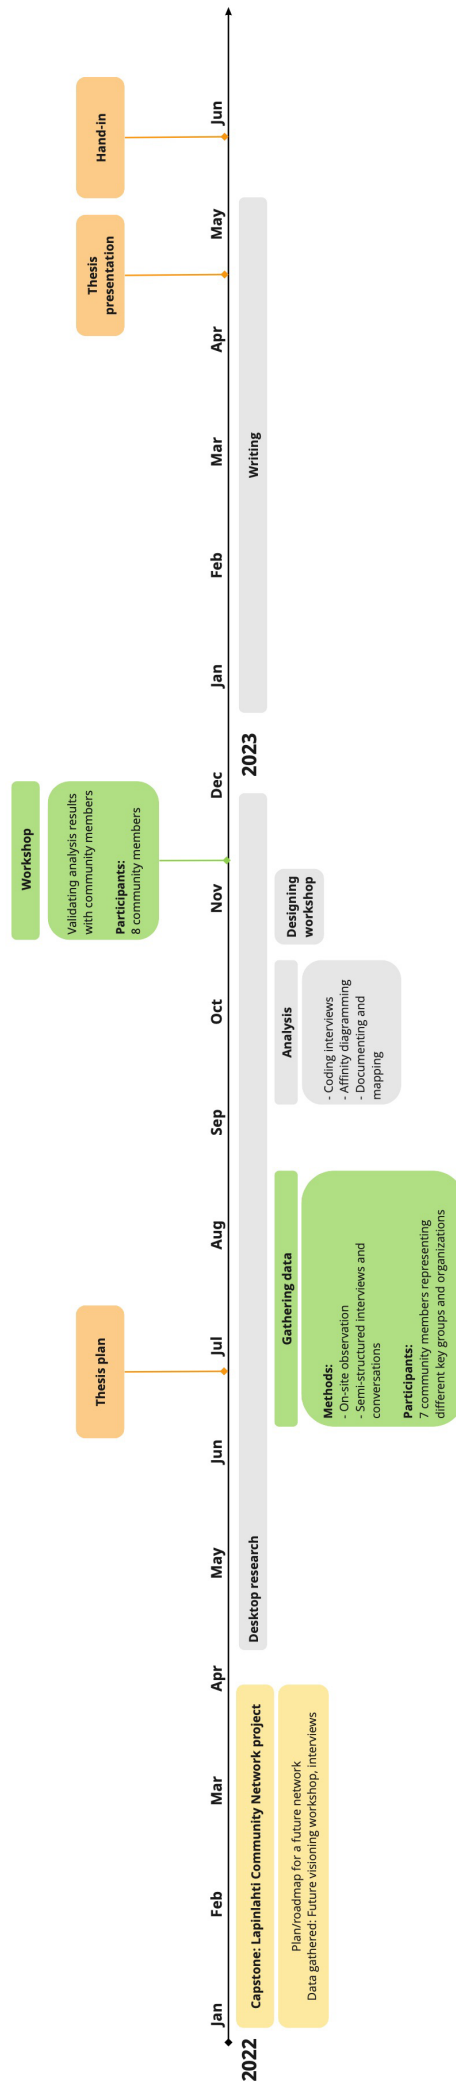 Workshop
Validating analysis results
with community members
Participants:
8 community members
Thesis plan
Thesis
presentation
Hand-in
2022
Jan
Feb
Mar
Apr
May
Jun
Jul
Aug
Sep
Oct
Nov
Dec
2023
Jan
Feb
Mar
Apr
May
Jun
Capstone: Lapinlahti Community Network project
Plan/roadmap for a future network
Data gathered: Future visioning workshop, interviews
Desktop research
Writing
Gathering data
Methods:
- On-site observation
- Semi-structured interviews and
conversations
Participants:
7 community members representing
different key groups and organizations
Analysis
- Coding interviews
- Affinity diagramming
- Documenting and
mapping
Designing
workshop